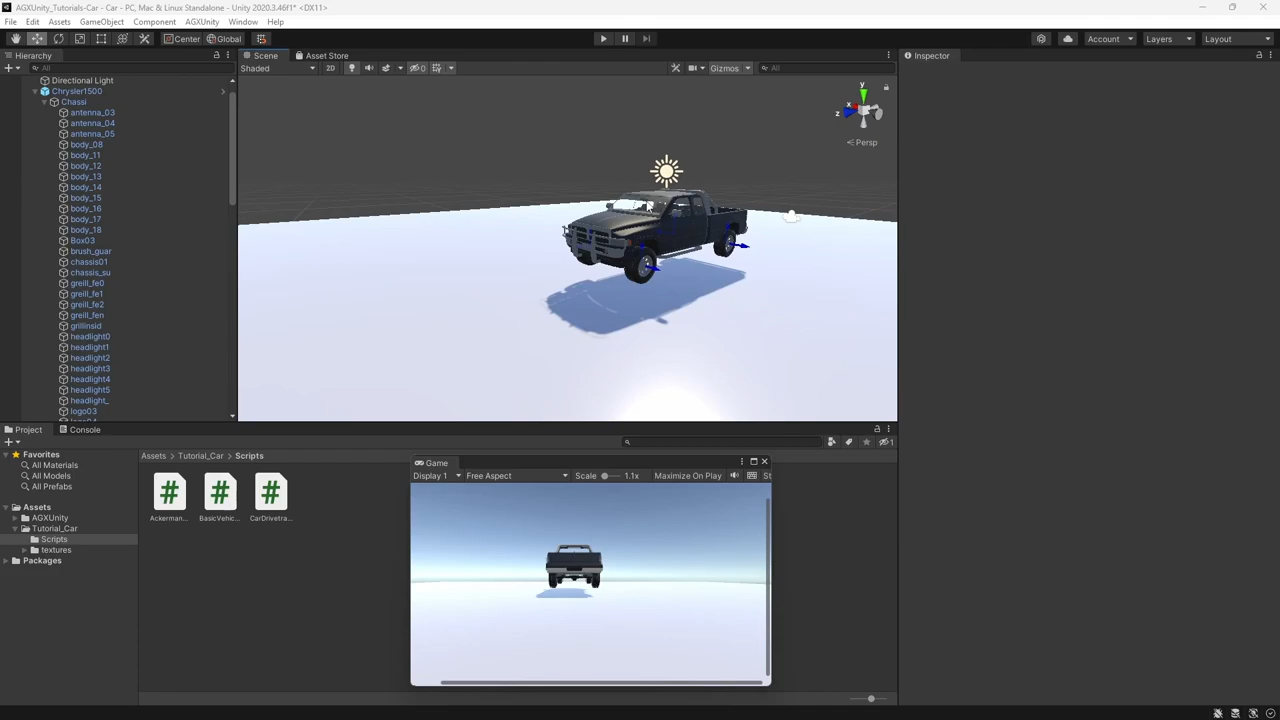 AGXUnity_Tutorials-Car - Car - PC, Mac & Linux Standalone - Unity 2020.3.46f1* <DX11>
File Edit Assets GameObject Component AGXUnity Window Help
Center Global Account Layers Layout
Hierarchy
All
Directional Light
Chrysler1500
Chassi
antenna_03
antenna_04
antenna_05
body_08
body_11
body_12
body_13
body_14
body_15
body_16
body_17
body_18
Box03
brush_guar
chassis01
chassis_su
greill_fe0
greill_fe1
greill_fe2
greill_fen
grillinsid
headlight0
headlight1
headlight2
headlight3
headlight4
headlight5
headlight_
logo03
Scene Asset Store
Shaded 2D 0 Gizmos All
y
x
z
Persp
Inspector
Project Console
1
Favorites
All Materials
All Models
All Prefabs
Assets
AGXUnity
Tutorial_Car
Scripts
textures
Packages
Assets > Tutorial_Car > Scripts
# # #
Ackerman... BasicVehic... CarDrivetra...
Game
Display 1 Free Aspect Scale 1.1x Maximize On Play St